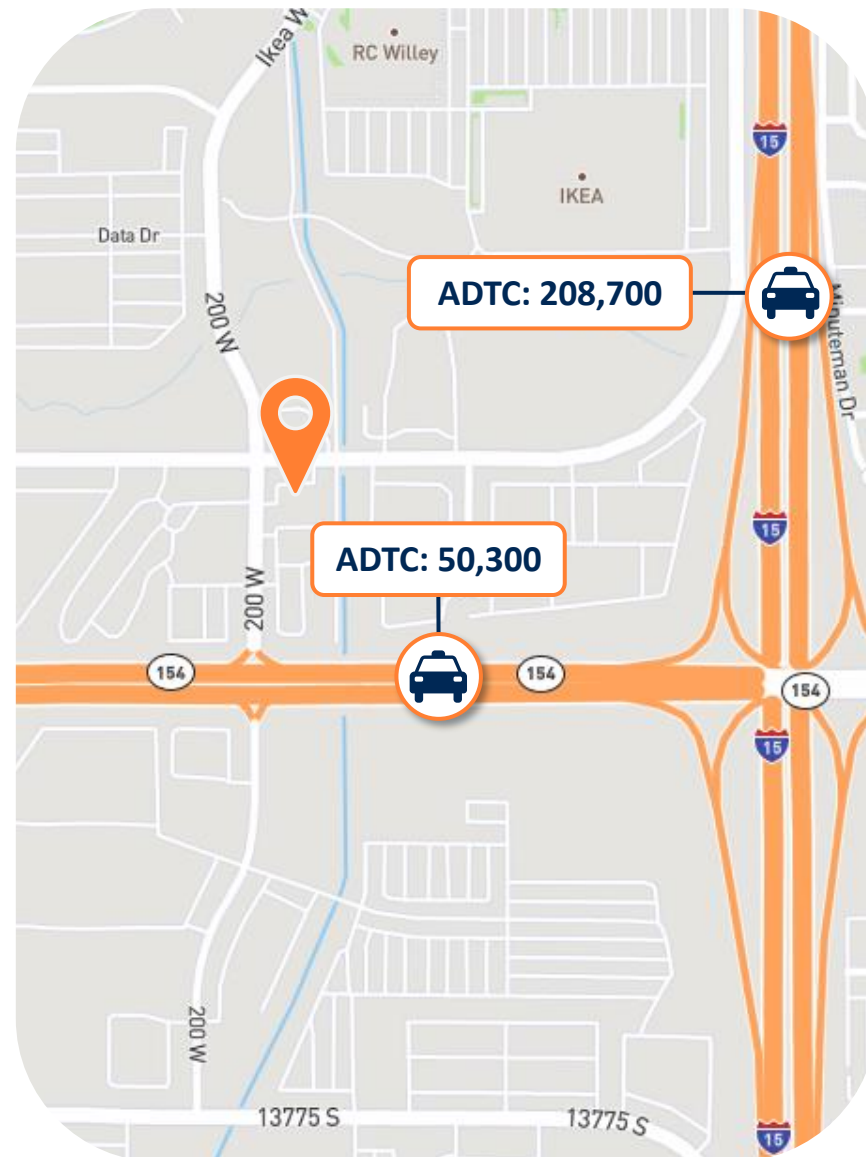 Ikea W
RC Willey
15
IKEA
Data Dr
ADTC: 208,700
200 W
Minuteman Dr
15
ADTC: 50,300
200 W
154
154
154
15
200 W
13775 S
13775 S
15